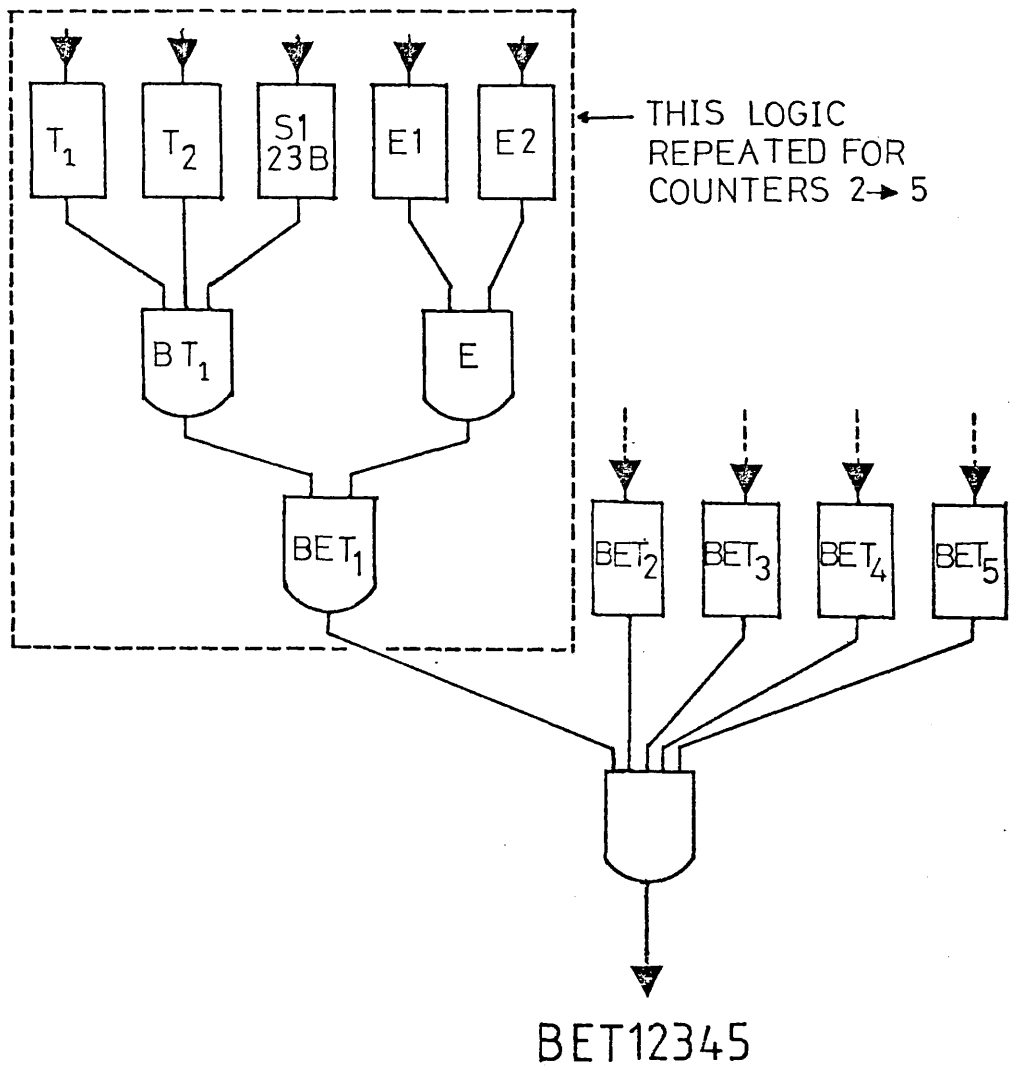 T₁
T₂
S1
23B
E1
E2
THIS LOGIC
REPEATED FOR
COUNTERS 2→5
BT₁
E
BET₁
BET₂
BET₃
BET₄
BET₅
BET12345